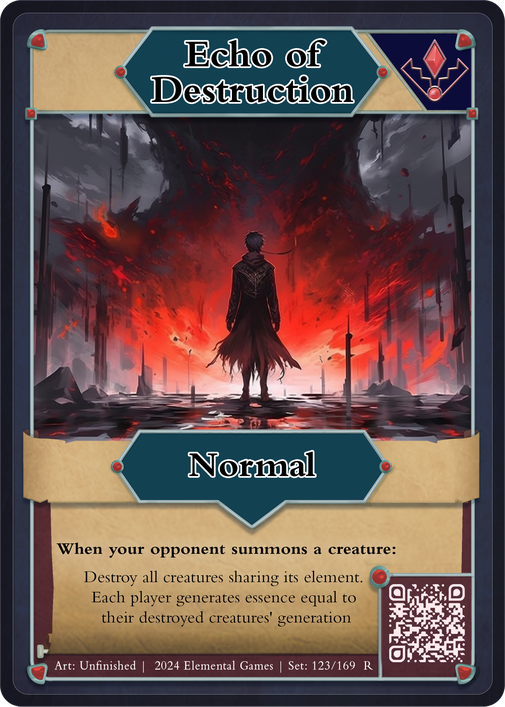 Echo of
Destruction
Normal
When your opponent summons a creature:
Destroy all creatures sharing its element.
Each player generates essence equal to
their destroyed creatures' generation
Art: Unfinished | 2024 Elemental Games | Set: 123/169 R